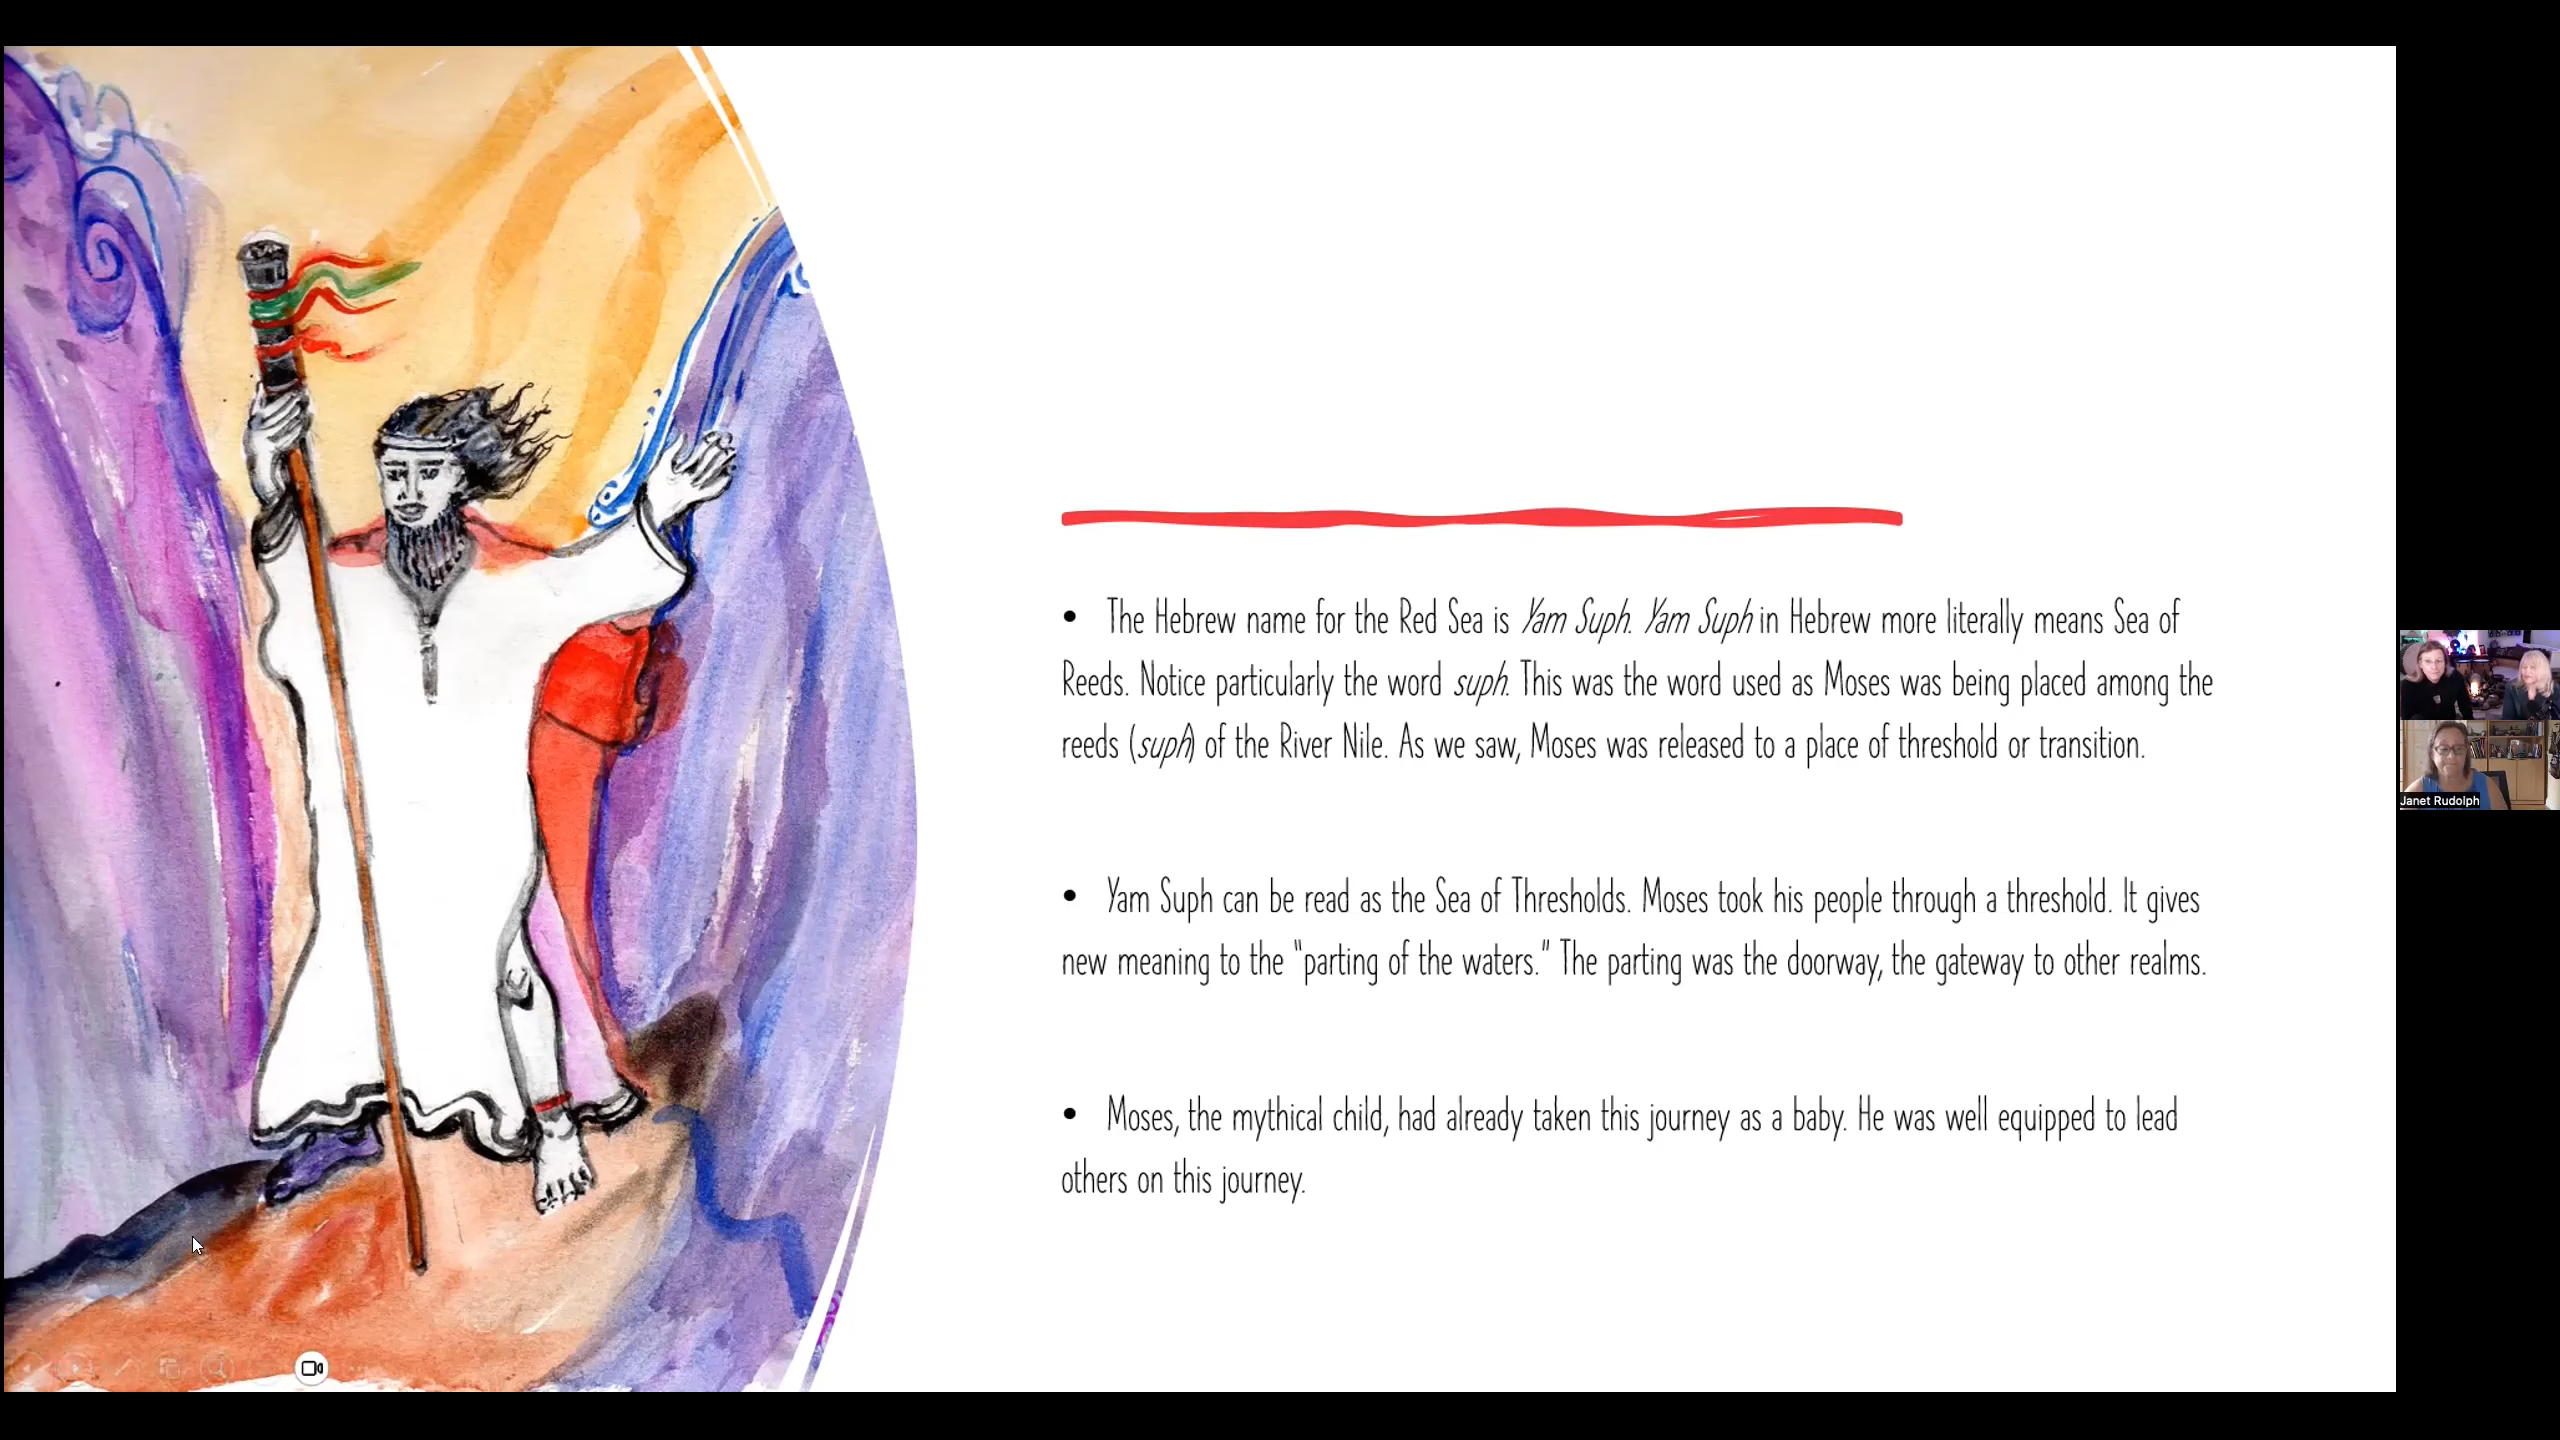 • The Hebrew name for the Red Sea is Yam Suph. Yam Suph in Hebrew more literally means Sea of
Reeds. Notice particularly the word suph. This was the word used as Moses was being placed among the
reeds (suph) of the River Nile. As we saw, Moses was released to a place of threshold or transition.
• Yam Suph can be read as the Sea of Thresholds. Moses took his people through a threshold. It gives
new meaning to the "parting of the waters." The parting was the doorway, the gateway to other realms.
• Moses, the mythical child, had already taken this journey as a baby. He was well equipped to lead
others on this journey.
Janet Rudolph